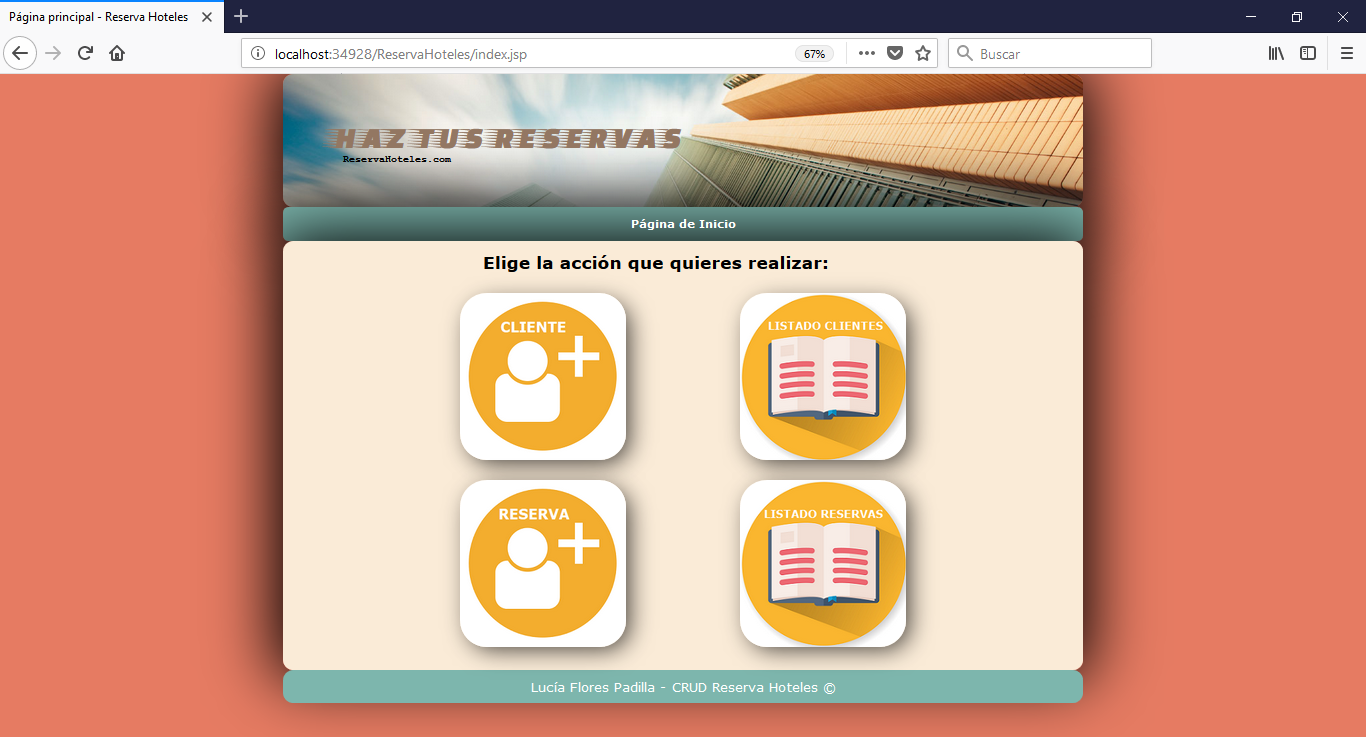 Página principal - Reserva Hoteles
localhost:34928/ReservaHoteles/index.jsp
67%
Buscar
HAZ TUS RESERVAS
ReservaHoteles.com
Página de Inicio
Elige la acción que quieres realizar:
CLIENTE
LISTADO CLIENTES
RESERVA
LISTADO RESERVAS
Lucía Flores Padilla - CRUD Reserva Hoteles ©